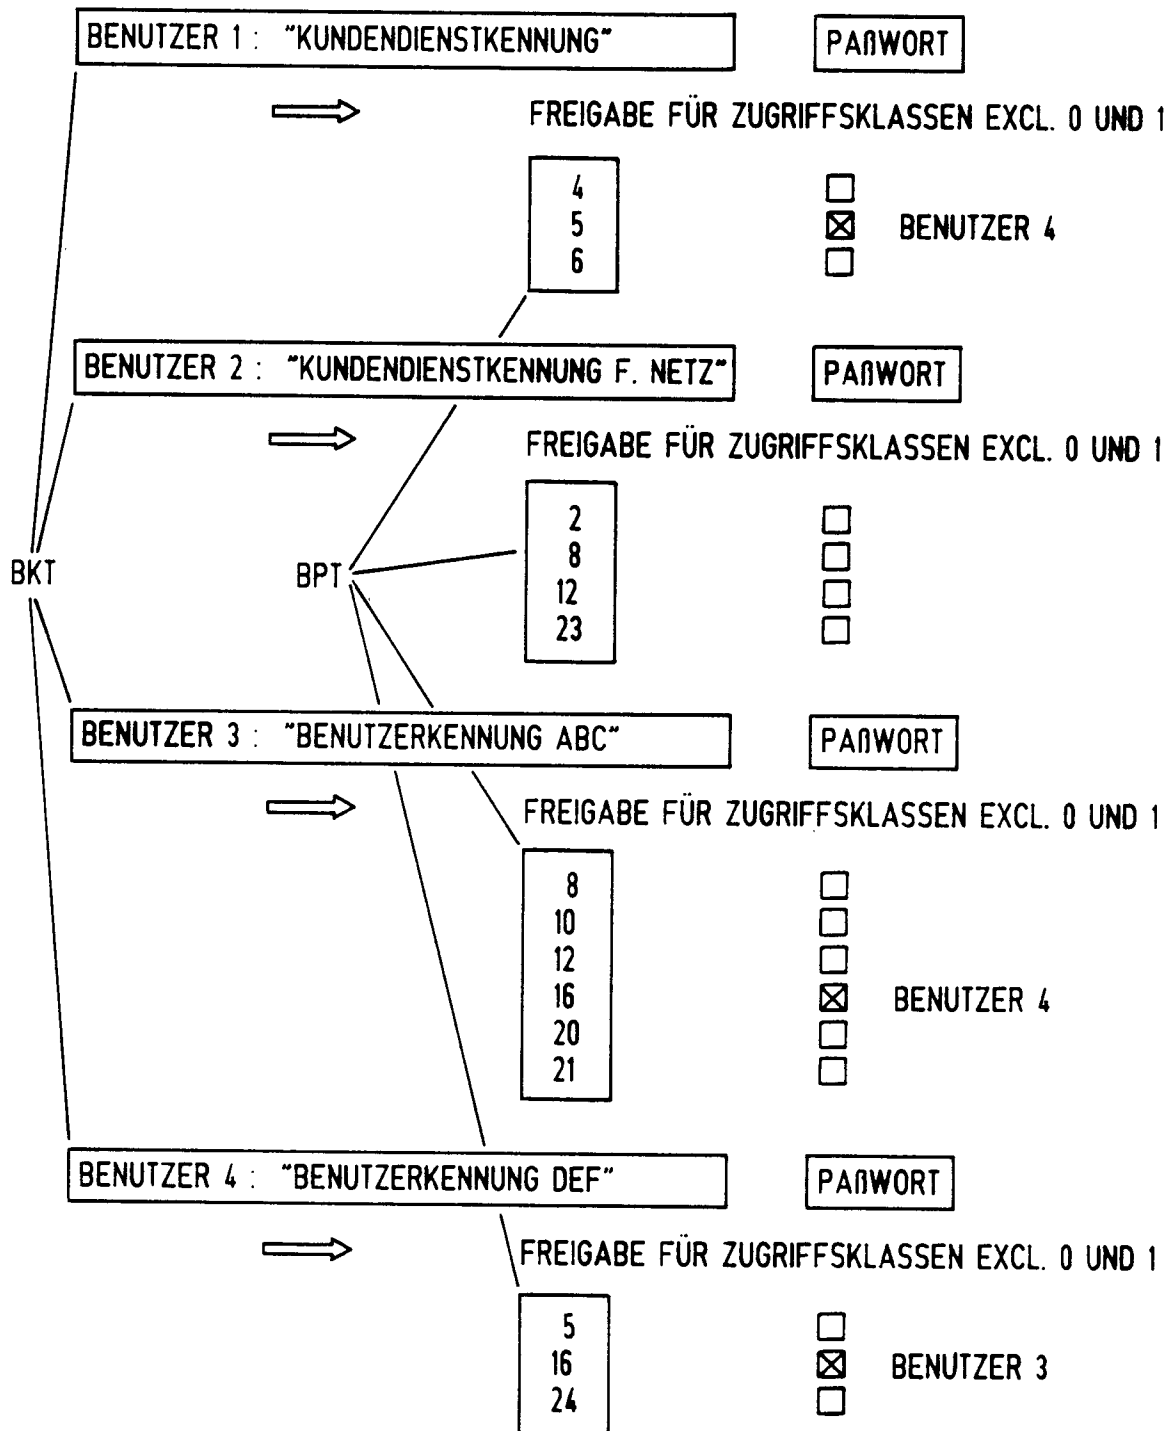 BENUTZER 1 : "KUNDENDIENSTKENNUNG" PAßWORT
FREIGABE FÜR ZUGRIFFSKLASSEN EXCL. 0 UND 1
4
5 BENUTZER 4
6
BENUTZER 2 : "KUNDENDIENSTKENNUNG F. NETZ" PAßWORT
FREIGABE FÜR ZUGRIFFSKLASSEN EXCL. 0 UND 1
2
8
12
23
BKT BPT
BENUTZER 3 : "BENUTZERKENNUNG ABC" PAßWORT
FREIGABE FÜR ZUGRIFFSKLASSEN EXCL. 0 UND 1
8
10
12
16 BENUTZER 4
20
21
BENUTZER 4 : "BENUTZERKENNUNG DEF" PAßWORT
FREIGABE FÜR ZUGRIFFSKLASSEN EXCL. 0 UND 1
5
16 BENUTZER 3
24